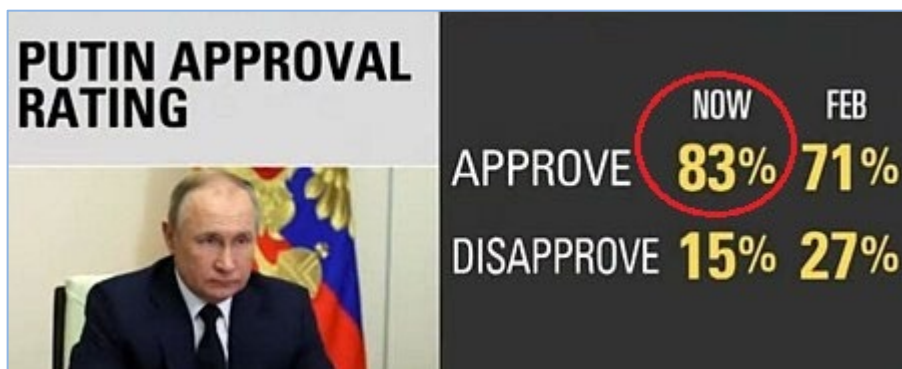 PUTIN APPROVAL
RATING
NOW FEB
APPROVE 83% 71%
DISAPPROVE 15% 27%